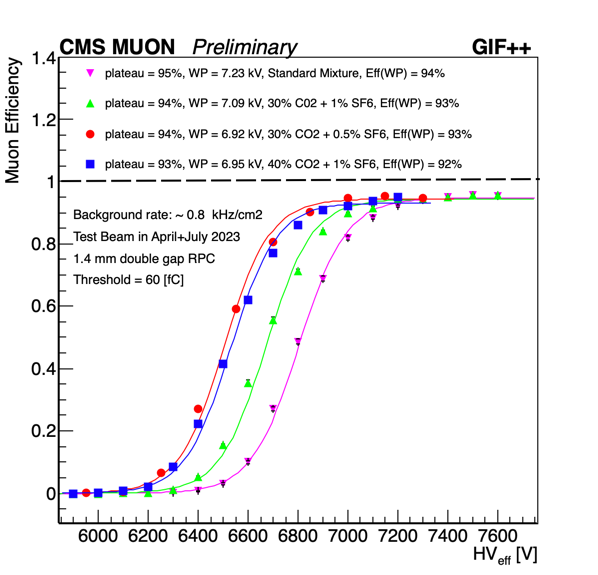 CMS MUON Preliminary GIF++
Muon Efficiency
1.4
1.2
1
0.8
0.6
0.4
0.2
0
plateau = 95%, WP = 7.23 kV, Standard Mixture, Eff(WP) = 94%
plateau = 94%, WP = 7.09 kV, 30% C02 + 1% SF6, Eff(WP) = 93%
plateau = 94%, WP = 6.92 kV, 30% CO2 + 0.5% SF6, Eff(WP) = 93%
plateau = 93%, WP = 6.95 kV, 40% CO2 + 1% SF6, Eff(WP) = 92%
Background rate: ~ 0.8 kHz/cm2
Test Beam in April+July 2023
1.4 mm double gap RPC
Threshold = 60 [fC]
6000 6200 6400 6600 6800 7000 7200 7400 7600
HVeff [V]